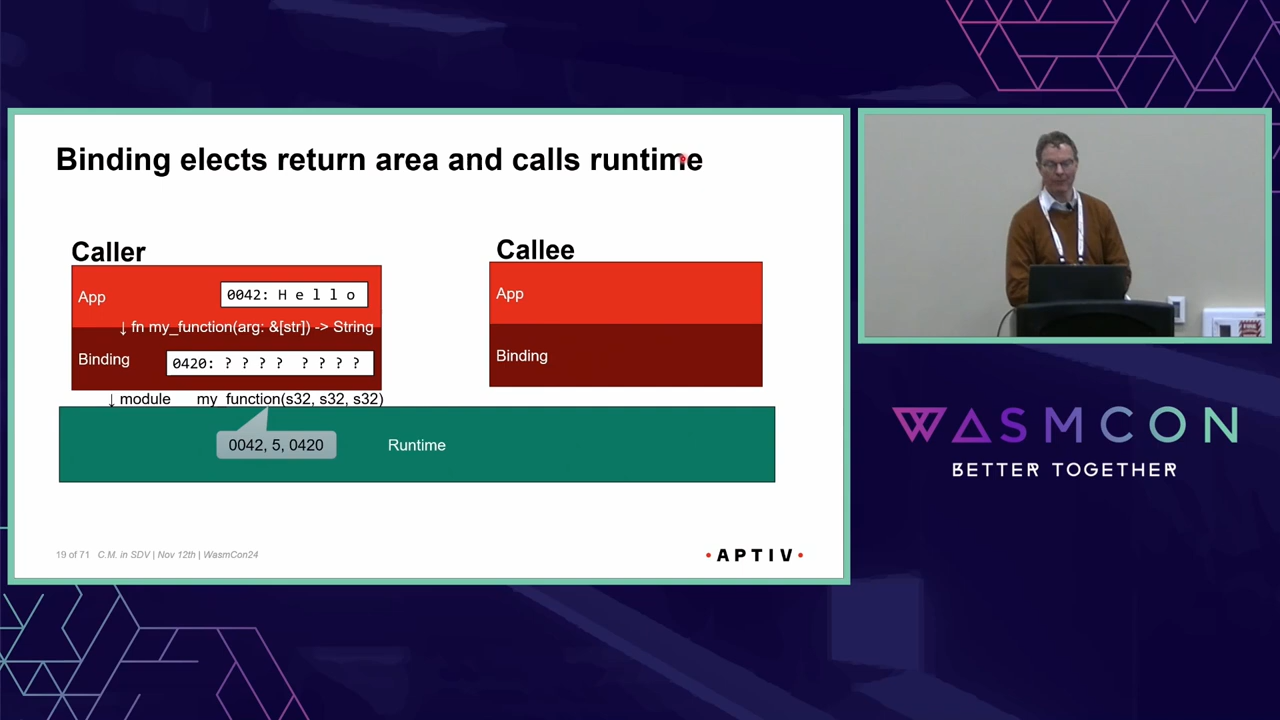 Binding elects return area and calls runtime
Caller
Callee
App
0042: H e l l o
↓ fn my_function(arg: &[str]) -> String
Binding
0420: ? ? ? ? ? ? ? ?
↓ module my_function(s32, s32, s32)
App
Binding
0042, 5, 0420
Runtime
19 of 71 C.M. in SDV | Nov 12th | WasmCon24
• A P T I V •
WASMCON
BETTER TOGETHER